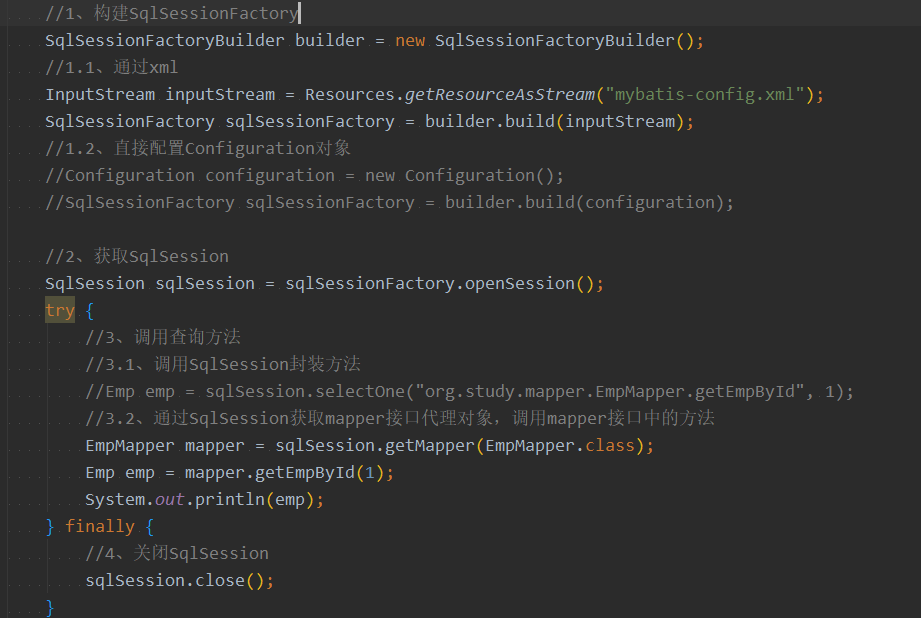 //1、构建SqlSessionFactory
SqlSessionFactoryBuilder builder = new SqlSessionFactoryBuilder();
//1.1、通过xml
InputStream inputStream = Resources.getResourceAsStream("mybatis-config.xml");
SqlSessionFactory sqlSessionFactory = builder.build(inputStream);
//1.2、直接配置Configuration对象
//Configuration configuration = new Configuration();
//SqlSessionFactory sqlSessionFactory = builder.build(configuration);
//2、获取SqlSession
SqlSession sqlSession = sqlSessionFactory.openSession();
try {
//3、调用查询方法
//3.1、调用SqlSession封装方法
//Emp emp = sqlSession.selectOne("org.study.mapper.EmpMapper.getEmpById", 1);
//3.2、通过SqlSession获取mapper接口代理对象，调用mapper接口中的方法
EmpMapper mapper = sqlSession.getMapper(EmpMapper.class);
Emp emp = mapper.getEmpById(1);
System.out.println(emp);
} finally {
//4、关闭SqlSession
sqlSession.close();
}